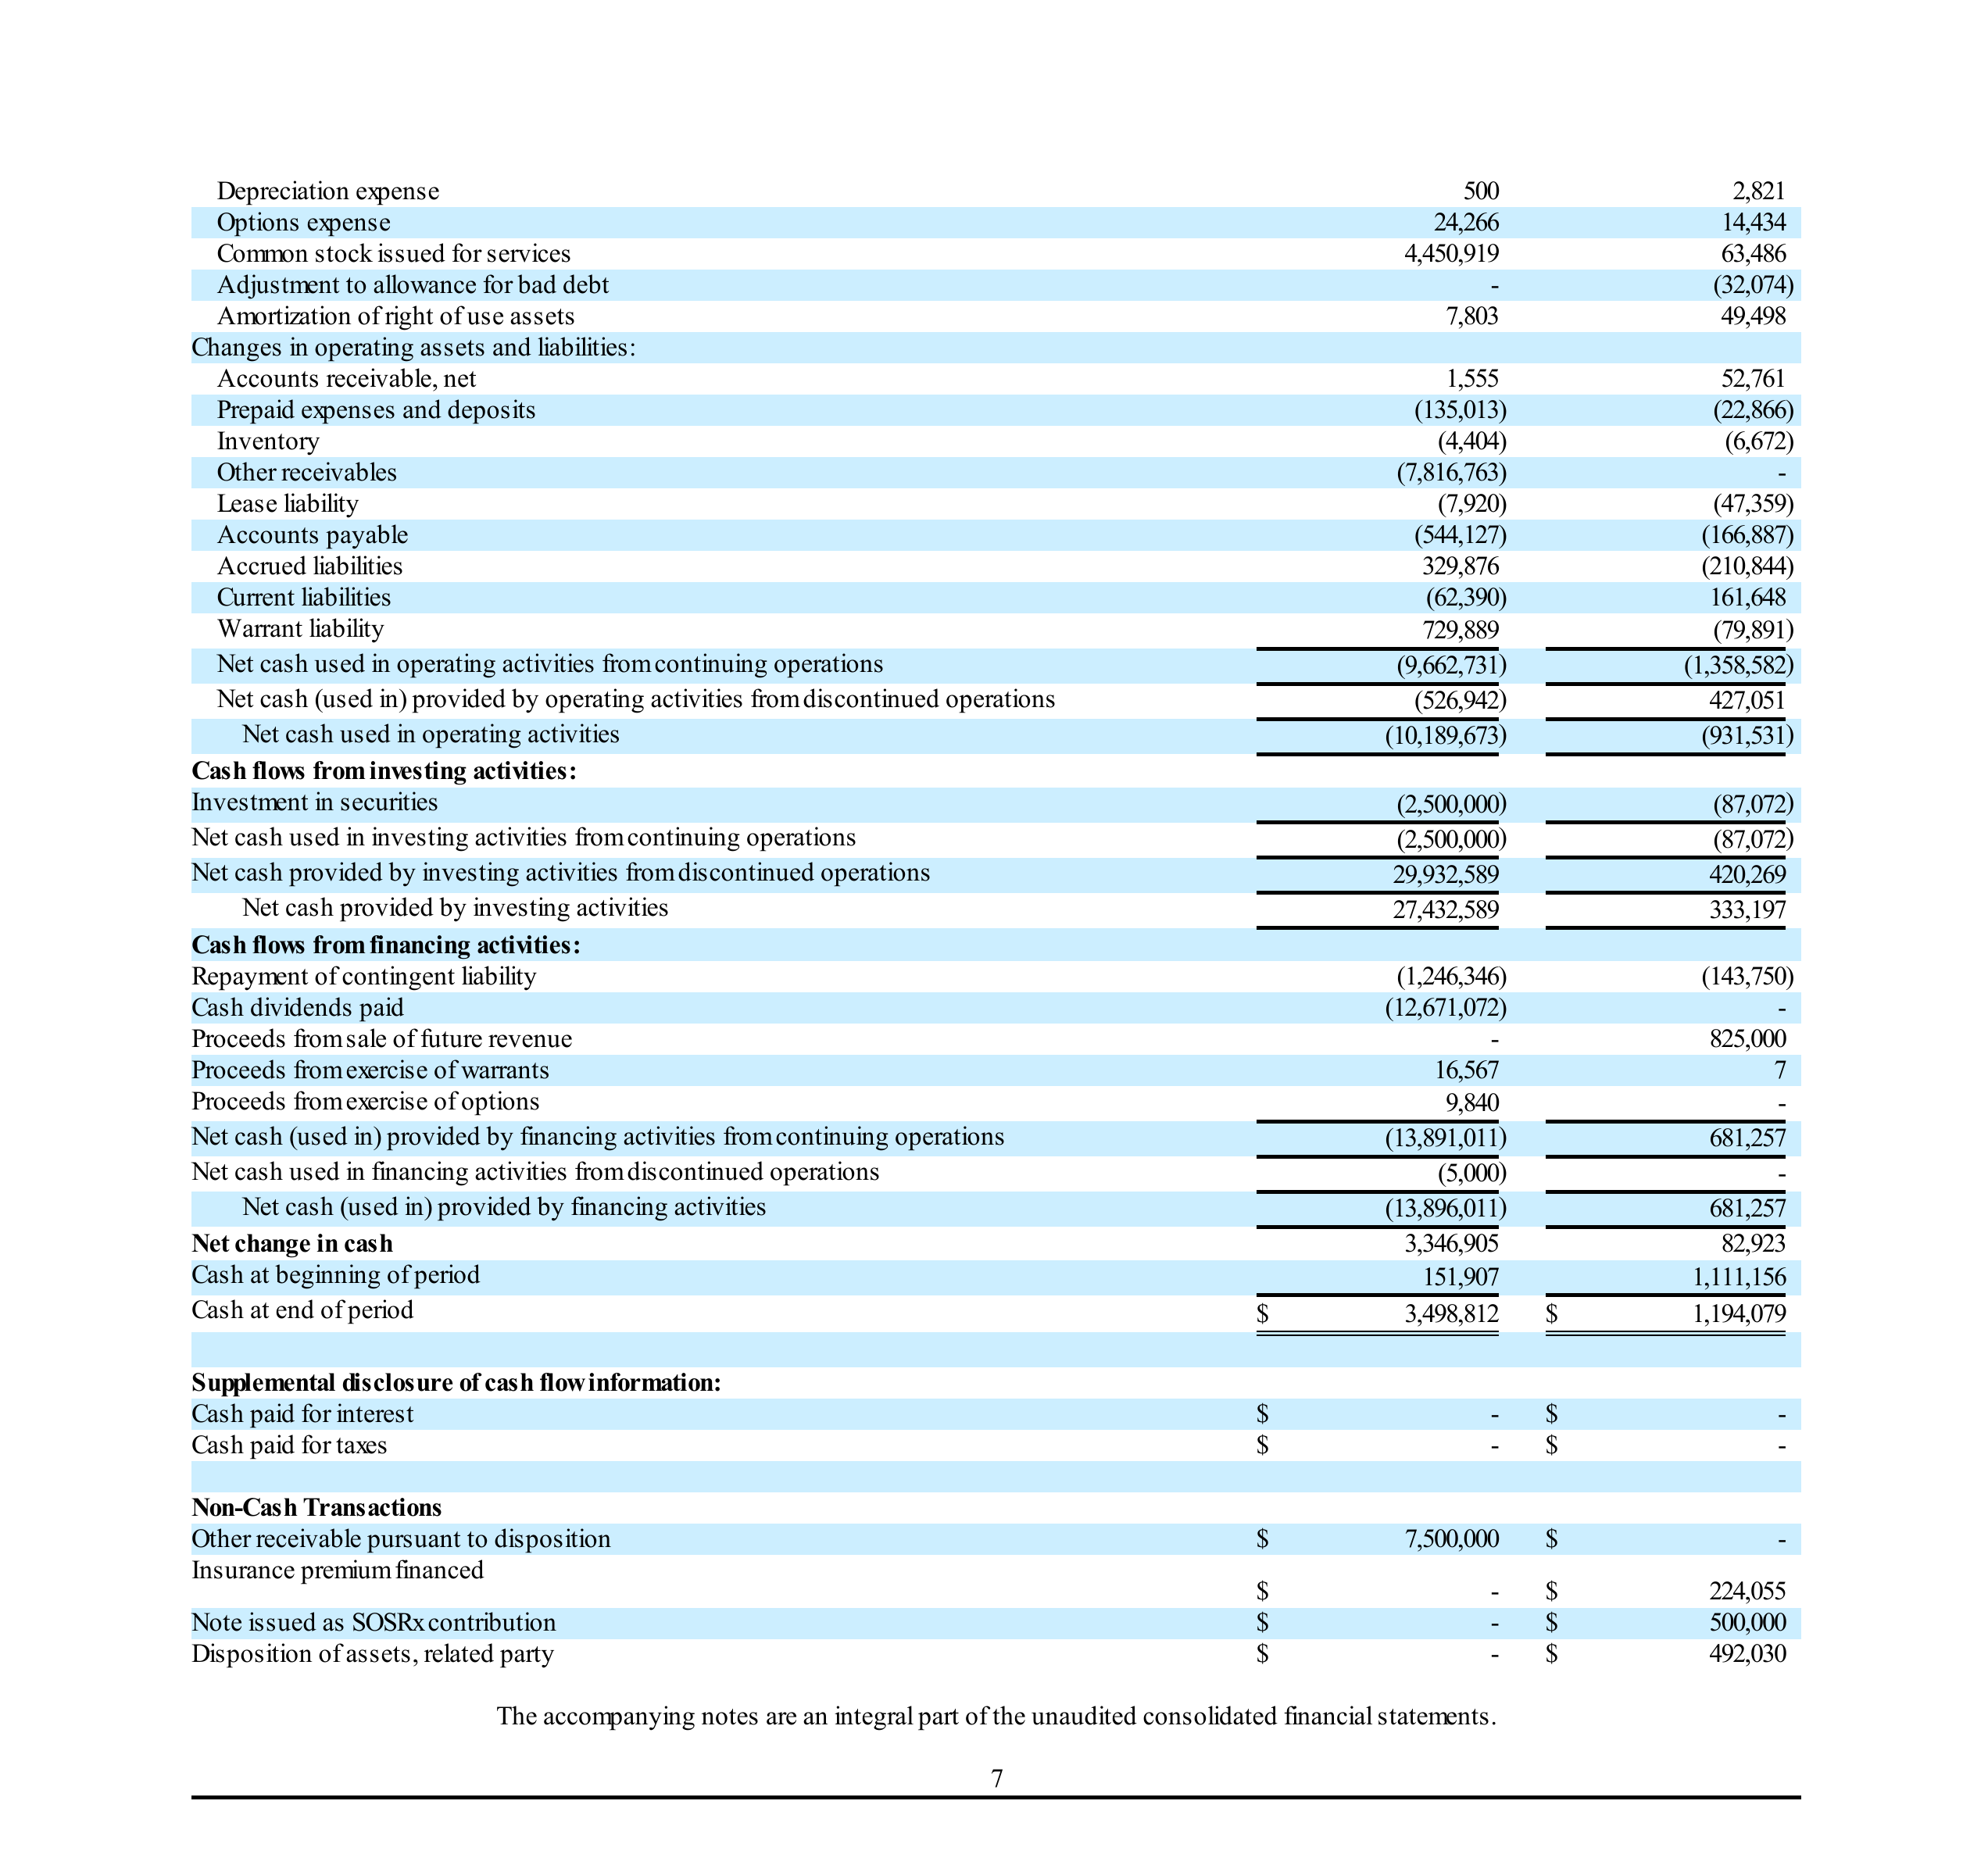 Depreciation expense 500 2,821
Options expense 24,266 14,434
Common stock issued for services 4,450,919 63,486
Adjustment to allowance for bad debt - (32,074)
Amortization of right of use assets 7,803 49,498
Changes in operating assets and liabilities:
Accounts receivable, net 1,555 52,761
Prepaid expenses and deposits (135,013) (22,866)
Inventory (4,404) (6,672)
Other receivables (7,816,763) -
Lease liability (7,920) (47,359)
Accounts payable (544,127) (166,887)
Accrued liabilities 329,876 (210,844)
Current liabilities (62,390) 161,648
Warrant liability 729,889 (79,891)
Net cash used in operating activities from continuing operations (9,662,731) (1,358,582)
Net cash (used in) provided by operating activities from discontinued operations (526,942) 427,051
Net cash used in operating activities (10,189,673) (931,531)
Cash flows from investing activities:
Investment in securities (2,500,000) (87,072)
Net cash used in investing activities from continuing operations (2,500,000) (87,072)
Net cash provided by investing activities from discontinued operations 29,932,589 420,269
Net cash provided by investing activities 27,432,589 333,197
Cash flows from financing activities:
Repayment of contingent liability (1,246,346) (143,750)
Cash dividends paid (12,671,072) -
Proceeds from sale of future revenue - 825,000
Proceeds from exercise of warrants 16,567 7
Proceeds from exercise of options 9,840 -
Net cash (used in) provided by financing activities from continuing operations (13,891,011) 681,257
Net cash used in financing activities from discontinued operations (5,000) -
Net cash (used in) provided by financing activities (13,896,011) 681,257
Net change in cash 3,346,905 82,923
Cash at beginning of period 151,907 1,111,156
Cash at end of period $ 3,498,812 $ 1,194,079
Supplemental disclosure of cash flow information:
Cash paid for interest $ - $ -
Cash paid for taxes $ - $ -
Non-Cash Transactions
Other receivable pursuant to disposition $ 7,500,000 $ -
Insurance premium financed
$ - $ 224,055
Note issued as SOSRx contribution $ - $ 500,000
Disposition of assets, related party $ - $ 492,030
The accompanying notes are an integral part of the unaudited consolidated financial statements.
7